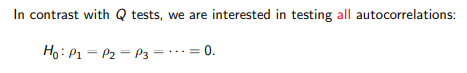 In contrast with Q tests, we are interested in testing all autocorrelations:
H₀: ρ₁ = ρ₂ = ρ₃ = ··· = 0.